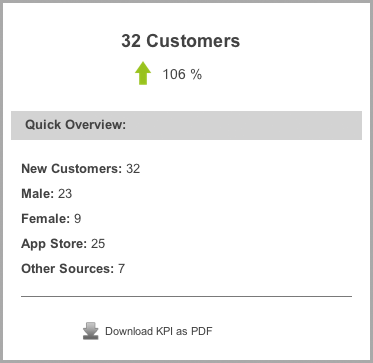 32 Customers
106 %
Quick Overview:
New Customers: 32
Male: 23
Female: 9
App Store: 25
Other Sources: 7
Download KPI as PDF